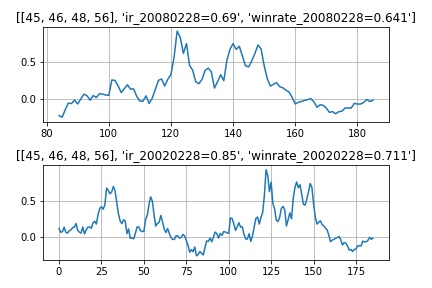 [[45, 46, 48, 56], 'ir_20080228=0.69', 'winrate_20080228=0.641']
0.5
0.0
80 100 120 140 160 180
[[45, 46, 48, 56], 'ir_20020228=0.85', 'winrate_20020228=0.711']
0.5
0.0
0 25 50 75 100 125 150 175